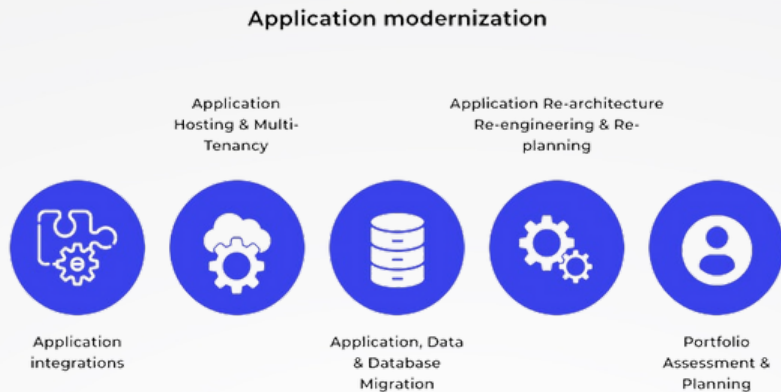 Application modernization
Application
Hosting & Multi-
Tenancy
Application Re-architecture
Re-engineering & Re-
planning
Application
integrations
Application, Data
& Database
Migration
Portfolio
Assessment &
Planning